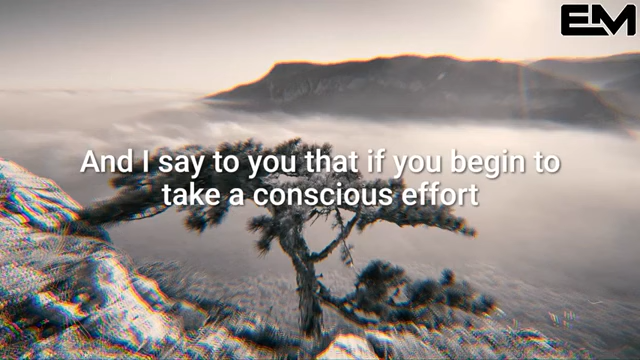 EM
And I say to you that if you begin to
take a conscious effort